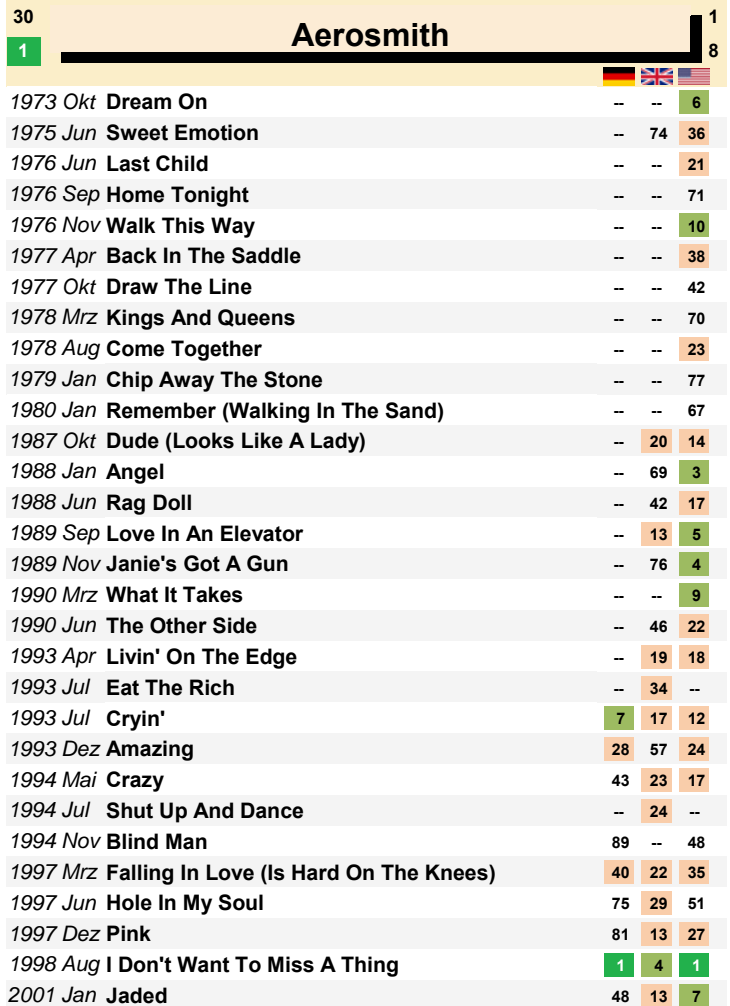 30 Aerosmith 1
1 8
1973 Okt Dream On -- -- 6
1975 Jun Sweet Emotion -- 74 36
1976 Jun Last Child -- -- 21
1976 Sep Home Tonight -- -- 71
1976 Nov Walk This Way -- -- 10
1977 Apr Back In The Saddle -- -- 38
1977 Okt Draw The Line -- -- 42
1978 Mrz Kings And Queens -- -- 70
1978 Aug Come Together -- -- 23
1979 Jan Chip Away The Stone -- -- 77
1980 Jan Remember (Walking In The Sand) -- -- 67
1987 Okt Dude (Looks Like A Lady) -- 20 14
1988 Jan Angel -- 69 3
1988 Jun Rag Doll -- 42 17
1989 Sep Love In An Elevator -- 13 5
1989 Nov Janie's Got A Gun -- 76 4
1990 Mrz What It Takes -- -- 9
1990 Jun The Other Side -- 46 22
1993 Apr Livin' On The Edge -- 19 18
1993 Jul Eat The Rich -- 34 --
1993 Jul Cryin' 7 17 12
1993 Dez Amazing 28 57 24
1994 Mai Crazy 43 23 17
1994 Jul Shut Up And Dance -- 24 --
1994 Nov Blind Man 89 -- 48
1997 Mrz Falling In Love (Is Hard On The Knees) 40 22 35
1997 Jun Hole In My Soul 75 29 51
1997 Dez Pink 81 13 27
1998 Aug I Don't Want To Miss A Thing 1 4 1
2001 Jan Jaded 48 13 7